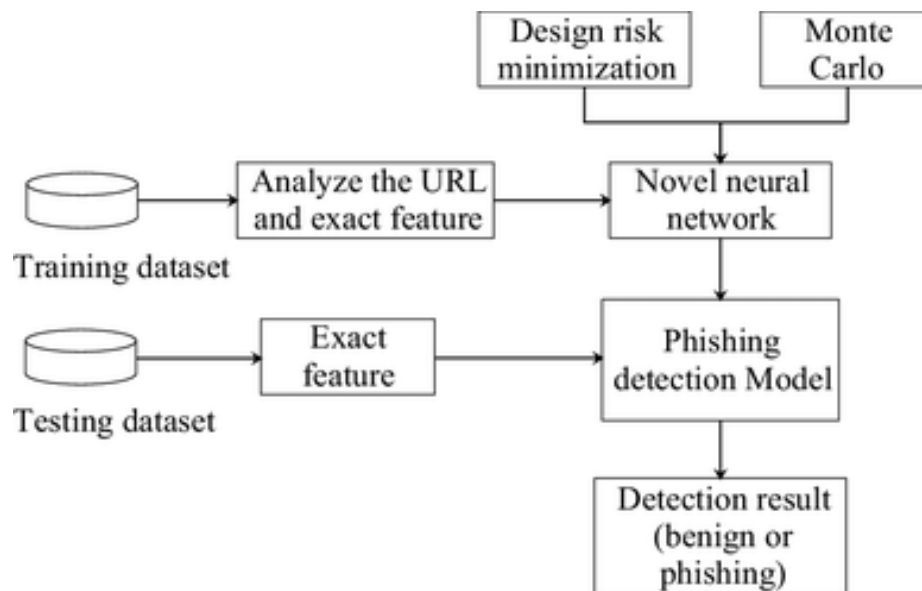 Design risk
minimization
Monte
Carlo
Analyze the URL
and exact feature
Novel neural
network
Training dataset
Exact
feature
Phishing
detection Model
Testing dataset
Detection result
(benign or
phishing)